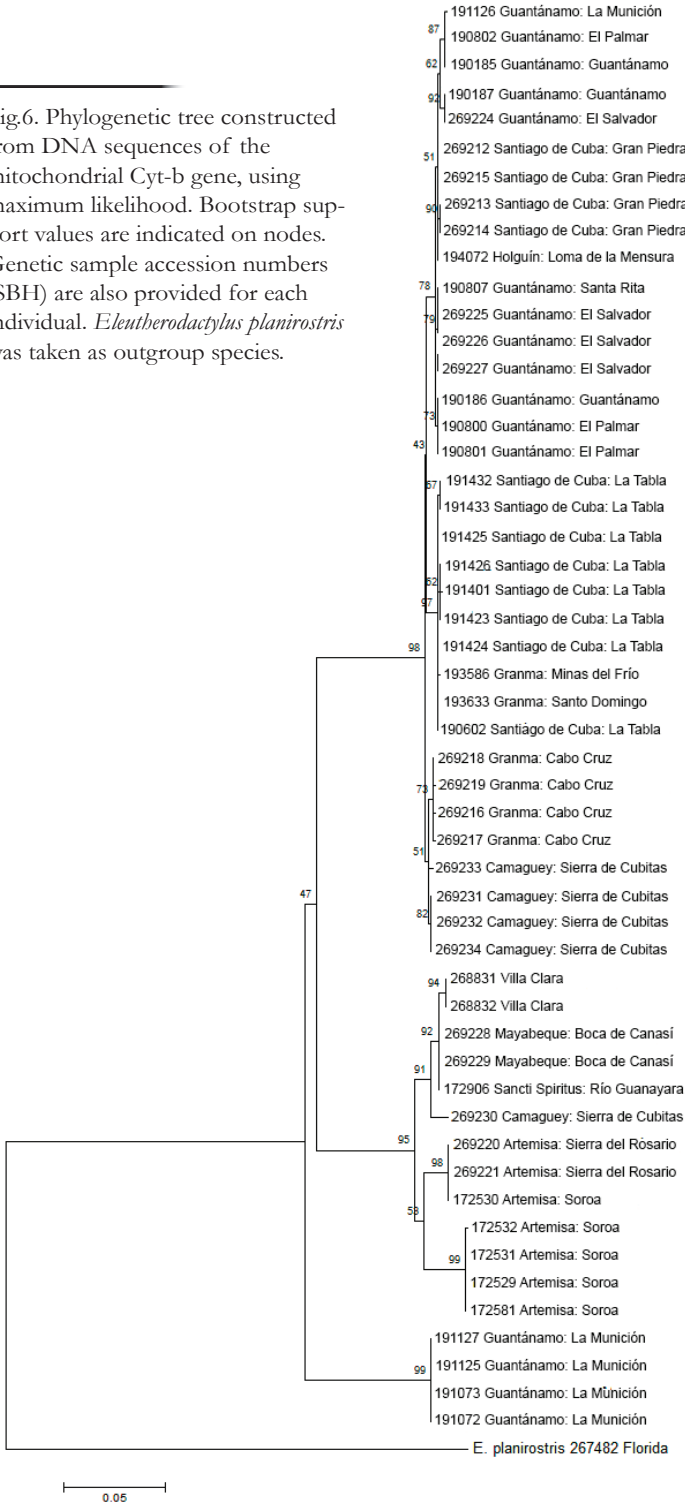 ig.6. Phylogenetic tree constructed
rom DNA sequences of the
mitochondrial Cyt-b gene, using
maximum likelihood. Bootstrap sup-
port values are indicated on nodes.
Genetic sample accession numbers
SBH) are also provided for each
individual. Eleutherodactylus planirostris
was taken as outgroup species.
191126 Guantánamo: La Munición
87
190802 Guantánamo: El Palmar
62
190185 Guantánamo: Guantánamo
92
190187 Guantánamo: Guantánamo
269224 Guantánamo: El Salvador
269212 Santiago de Cuba: Gran Piedra
51
269215 Santiago de Cuba: Gran Piedra
269213 Santiago de Cuba: Gran Piedra
90
269214 Santiago de Cuba: Gran Piedra
194072 Holguín: Loma de la Mensura
78
190807 Guantánamo: Santa Rita
269225 Guantánamo: El Salvador
79
269226 Guantánamo: El Salvador
269227 Guantánamo: El Salvador
190186 Guantánamo: Guantánamo
73
190800 Guantánamo: El Palmar
43
190801 Guantánamo: El Palmar
67
191432 Santiago de Cuba: La Tabla
191433 Santiago de Cuba: La Tabla
191425 Santiago de Cuba: La Tabla
191426 Santiago de Cuba: La Tabla
62
191401 Santiago de Cuba: La Tabla
97
191423 Santiago de Cuba: La Tabla
98
191424 Santiago de Cuba: La Tabla
193586 Granma: Minas del Frío
193633 Granma: Santo Domingo
190602 Santiago de Cuba: La Tabla
269218 Granma: Cabo Cruz
73
269219 Granma: Cabo Cruz
269216 Granma: Cabo Cruz
269217 Granma: Cabo Cruz
51
269233 Camaguey: Sierra de Cubitas
47
269231 Camaguey: Sierra de Cubitas
82
269232 Camaguey: Sierra de Cubitas
269234 Camaguey: Sierra de Cubitas
94
268831 Villa Clara
268832 Villa Clara
92
269228 Mayabeque: Boca de Canasí
269229 Mayabeque: Boca de Canasí
91
172906 Sancti Spiritus: Río Guanayara
269230 Camaguey: Sierra de Cubitas
95
269220 Artemisa: Sierra del Rosario
98
269221 Artemisa: Sierra del Rosario
172530 Artemisa: Soroa
53
172532 Artemisa: Soroa
172531 Artemisa: Soroa
99
172529 Artemisa: Soroa
172581 Artemisa: Soroa
191127 Guantánamo: La Munición
99
191125 Guantánamo: La Munición
191073 Guantánamo: La Munición
191072 Guantánamo: La Munición
E. planirostris 267482 Florida
0.05